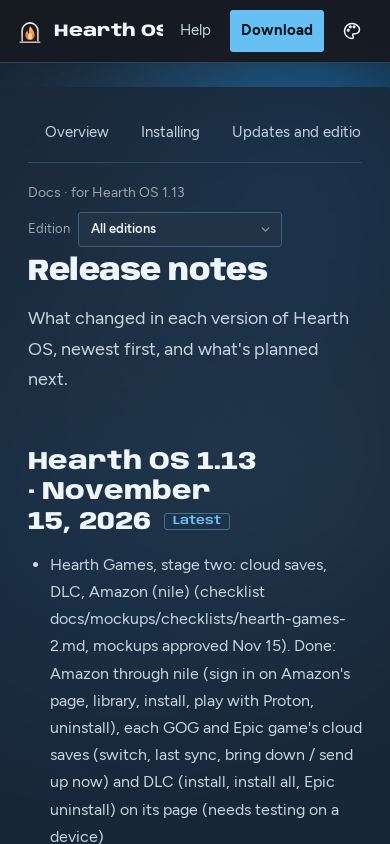 Hearth OS
Help
Download
Overview
Installing
Updates and editio
Docs · for Hearth OS 1.13
Edition
All editions
Release notes
What changed in each version of Hearth
OS, newest first, and what's planned
next.
Hearth OS 1.13
· November
15, 2026
Latest
• Hearth Games, stage two: cloud saves,
DLC, Amazon (nile) (checklist
docs/mockups/checklists/hearth-games-
2.md, mockups approved Nov 15). Done:
Amazon through nile (sign in on Amazon's
page, library, install, play with Proton,
uninstall), each GOG and Epic game's cloud
saves (switch, last sync, bring down / send
up now) and DLC (install, install all, Epic
uninstall) on its page (needs testing on a
device)